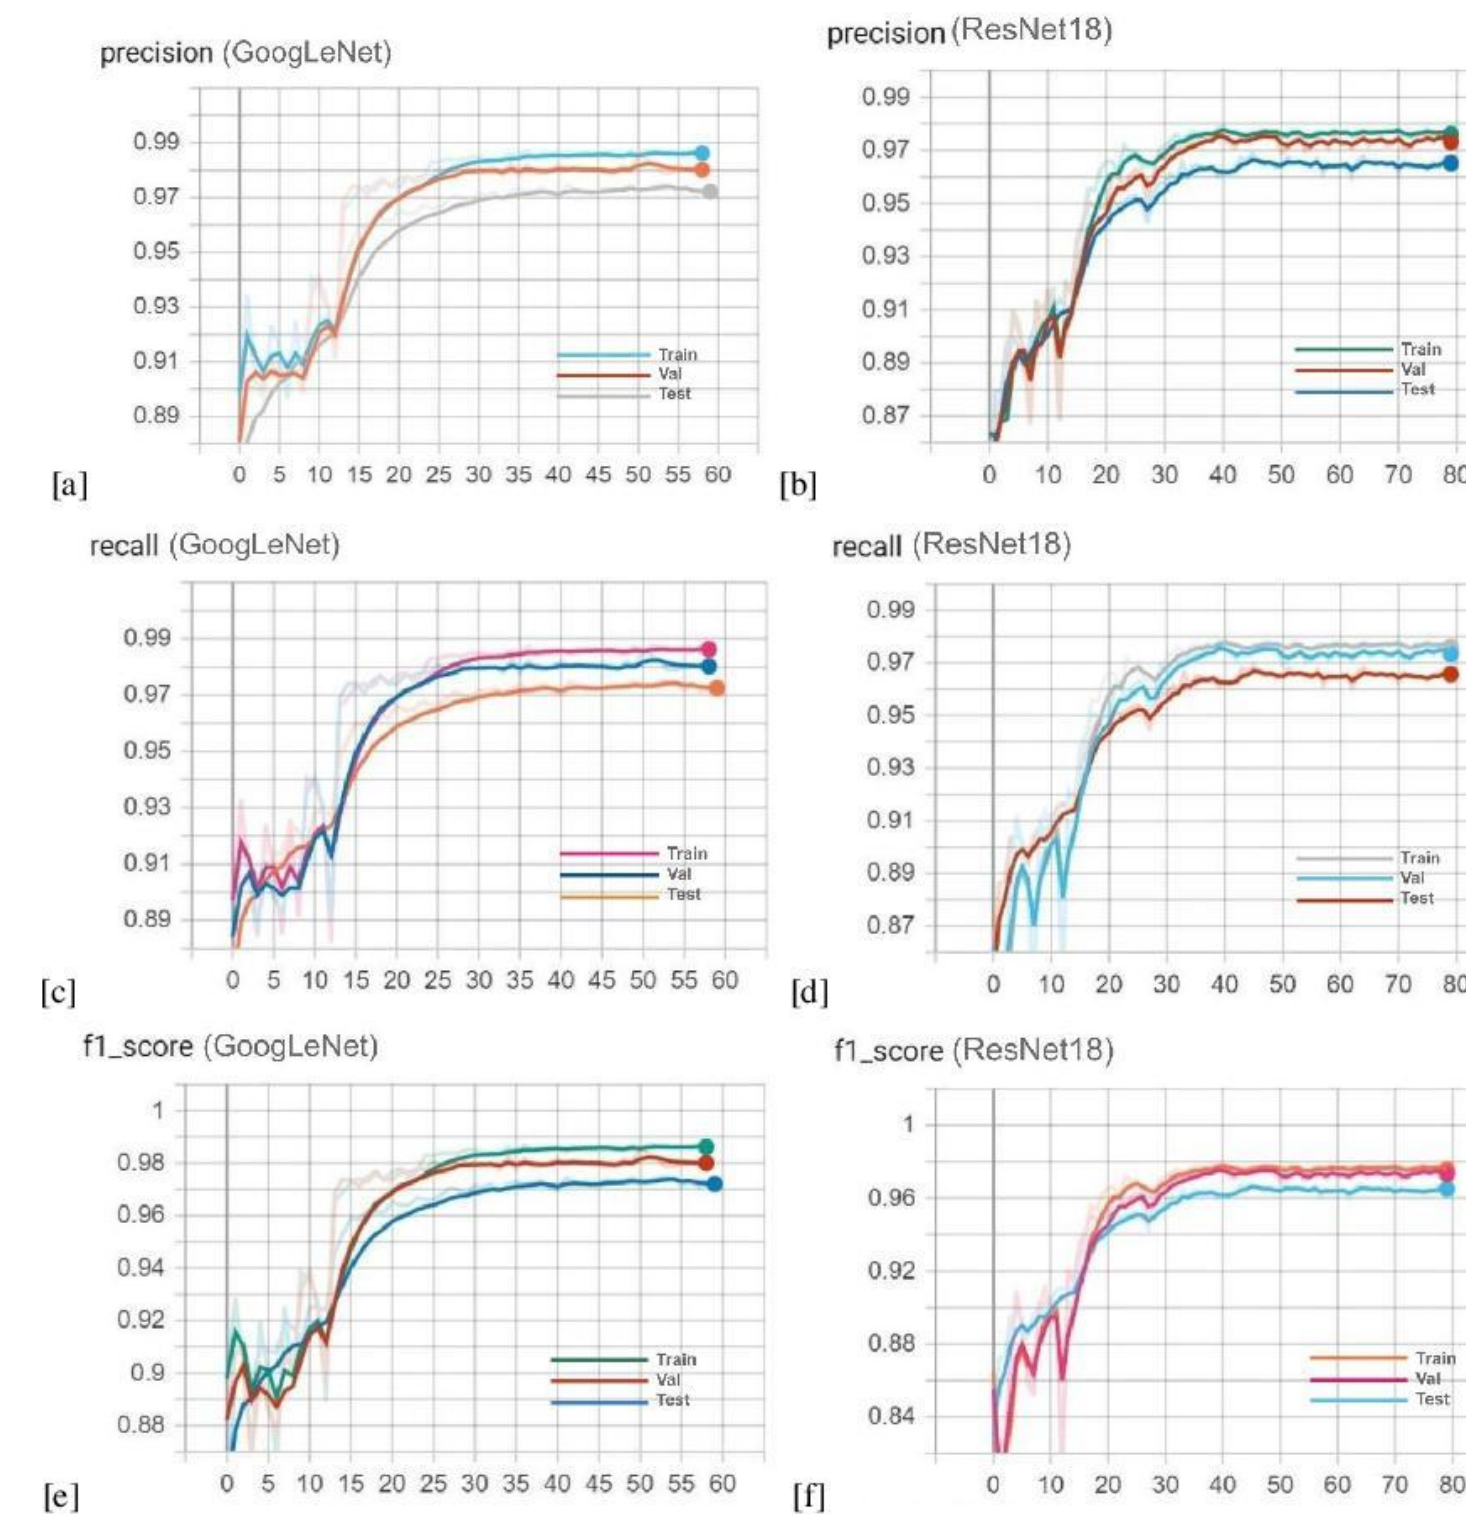 precision (GoogLeNet)
0.99
0.97
0.95
0.93
0.91
0.89
Train
Val
Test
0 5 10 15 20 25 30 35 40 45 50 55 60
[a]
precision (ResNet18)
0.99
0.97
0.95
0.93
0.91
0.89
0.87
Train
Val
Test
0 10 20 30 40 50 60 70 80
[b]
recall (GoogLeNet)
0.99
0.97
0.95
0.93
0.91
0.89
Train
Val
Test
0 5 10 15 20 25 30 35 40 45 50 55 60
[c]
recall (ResNet18)
0.99
0.97
0.95
0.93
0.91
0.89
0.87
Train
Val
Test
0 10 20 30 40 50 60 70 80
[d]
f1_score (GoogLeNet)
1
0.98
0.96
0.94
0.92
0.9
0.88
Train
Val
Test
0 5 10 15 20 25 30 35 40 45 50 55 60
[e]
f1_score (ResNet18)
1
0.96
0.92
0.88
0.84
Train
Val
Test
0 10 20 30 40 50 60 70 80
[f]